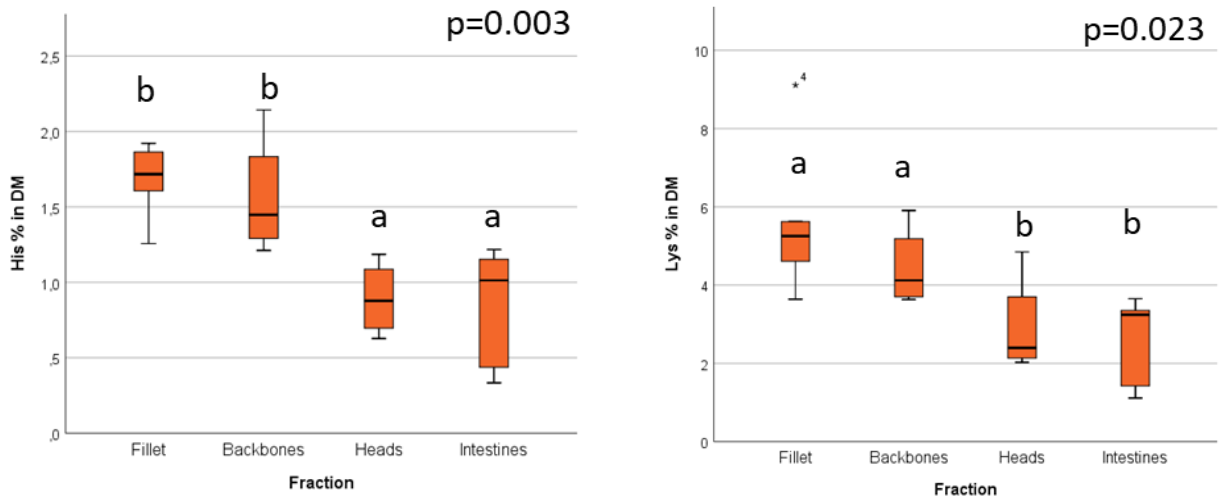 p=0.003
2,5
2,0
1,5
1,0
,5
,0
His % in DM
b
b
a
a
Fillet
Backbones
Heads
Intestines
Fraction
p=0.023
10
8
6
4
2
0
Lys % in DM
*4
a
a
b
b
Fillet
Backbones
Heads
Intestines
Fraction